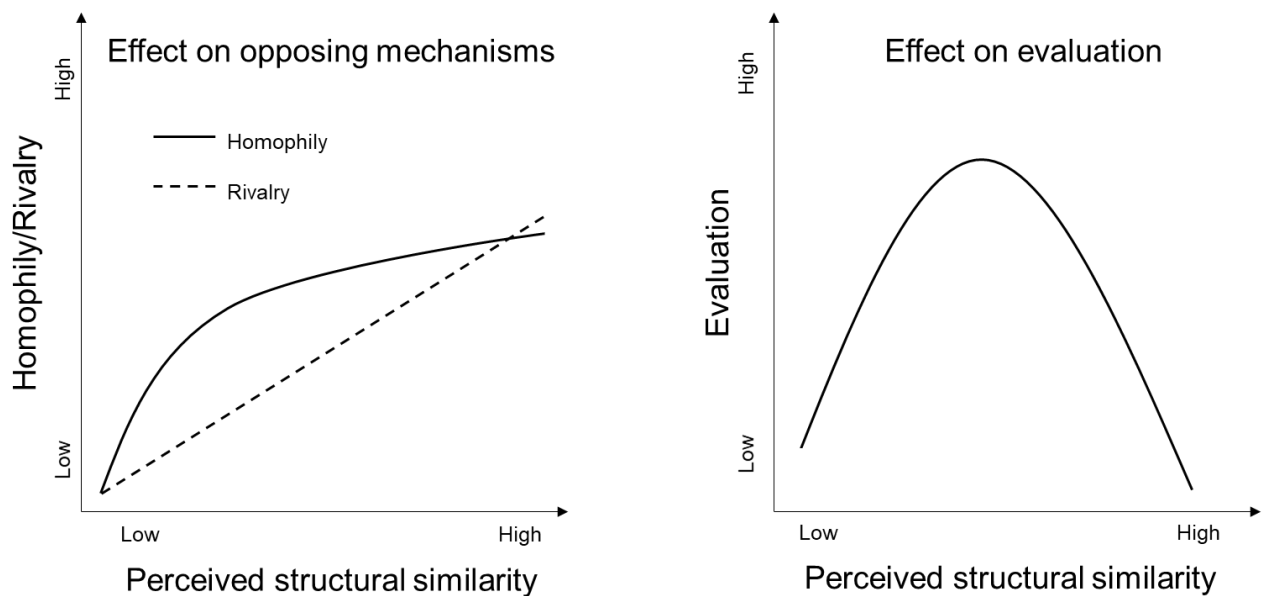 Effect on opposing mechanisms
High
Homophily
Rivalry
Homophily/Rivalry
Low
Low
High
Perceived structural similarity
Effect on evaluation
High
Evaluation
Low
Low
High
Perceived structural similarity